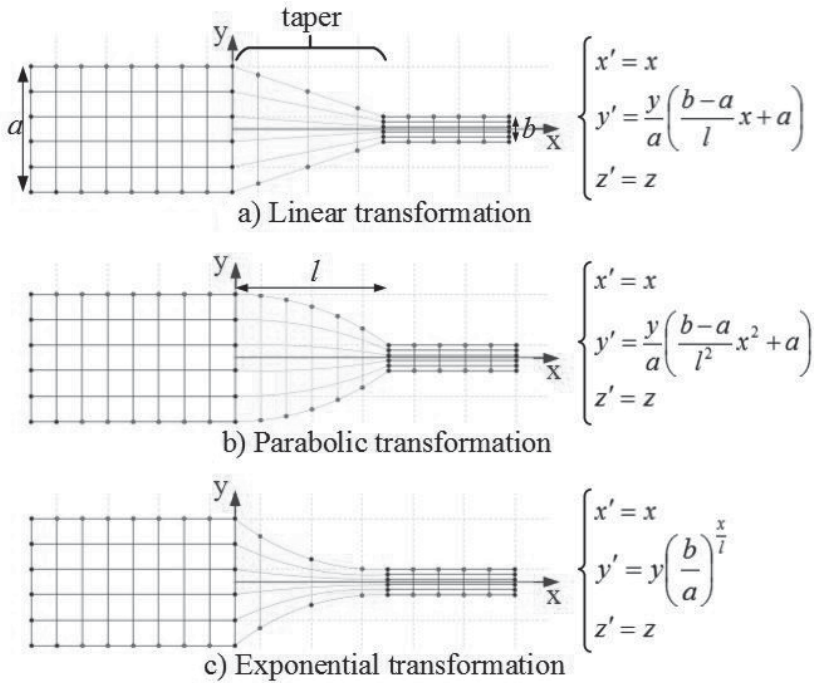 taper
y
a
b
x
x' = x
y' = y/a ( (b−a)/l x + a )
z' = z
a) Linear transformation
y
l
x
x' = x
y' = y/a ( (b−a)/l² x² + a )
z' = z
b) Parabolic transformation
y
x
x' = x
y' = y (b/a)^(x/l)
z' = z
c) Exponential transformation